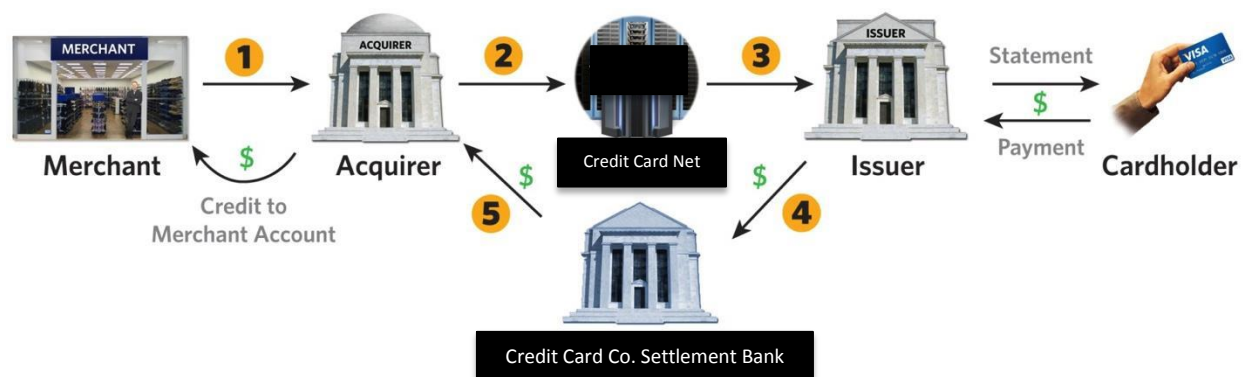 MERCHANT
1
ACQUIRER
2
3
ISSUER
Statement
$
Payment
VISA
VISA
Merchant
$
Credit to
Merchant Account
Acquirer
Credit Card Net
Issuer
Cardholder
$
5
$
4
Credit Card Co. Settlement Bank